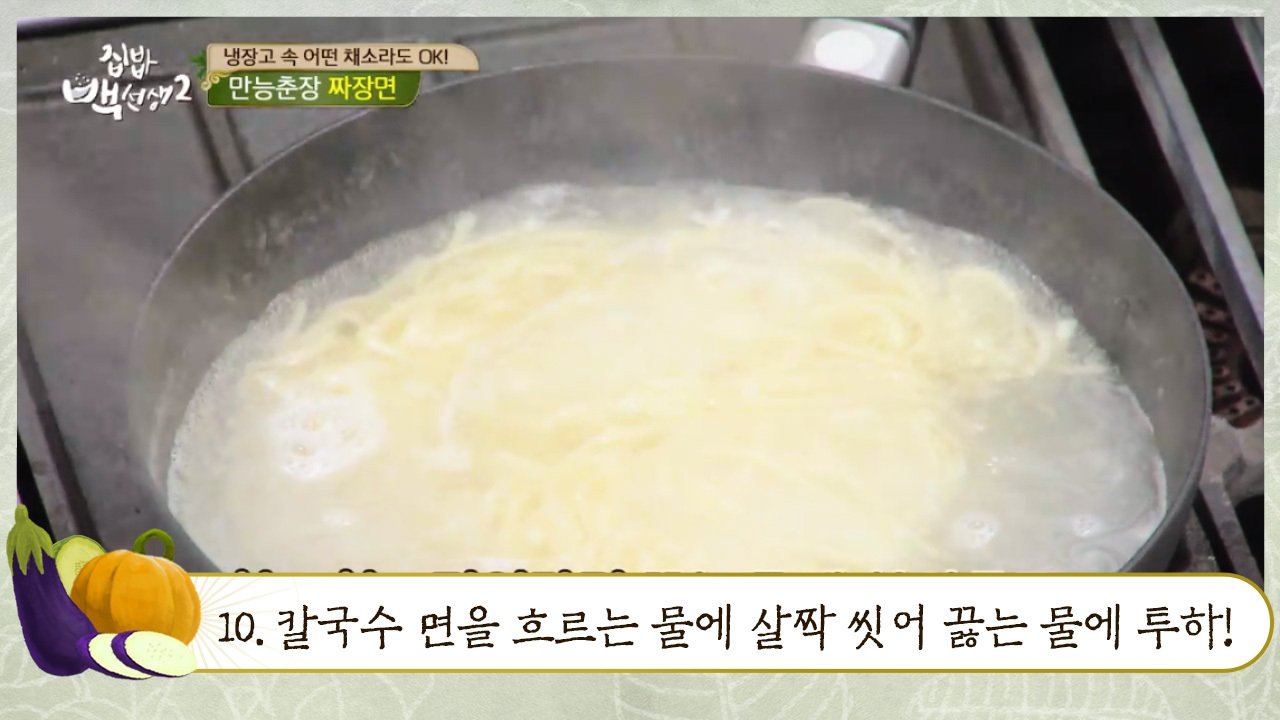 집밥
백선생2
냉장고 속 어떤 채소라도 OK!
만능춘장 짜장면
10. 칼국수 면을 흐르는 물에 살짝 씻어 끓는 물에 투하!